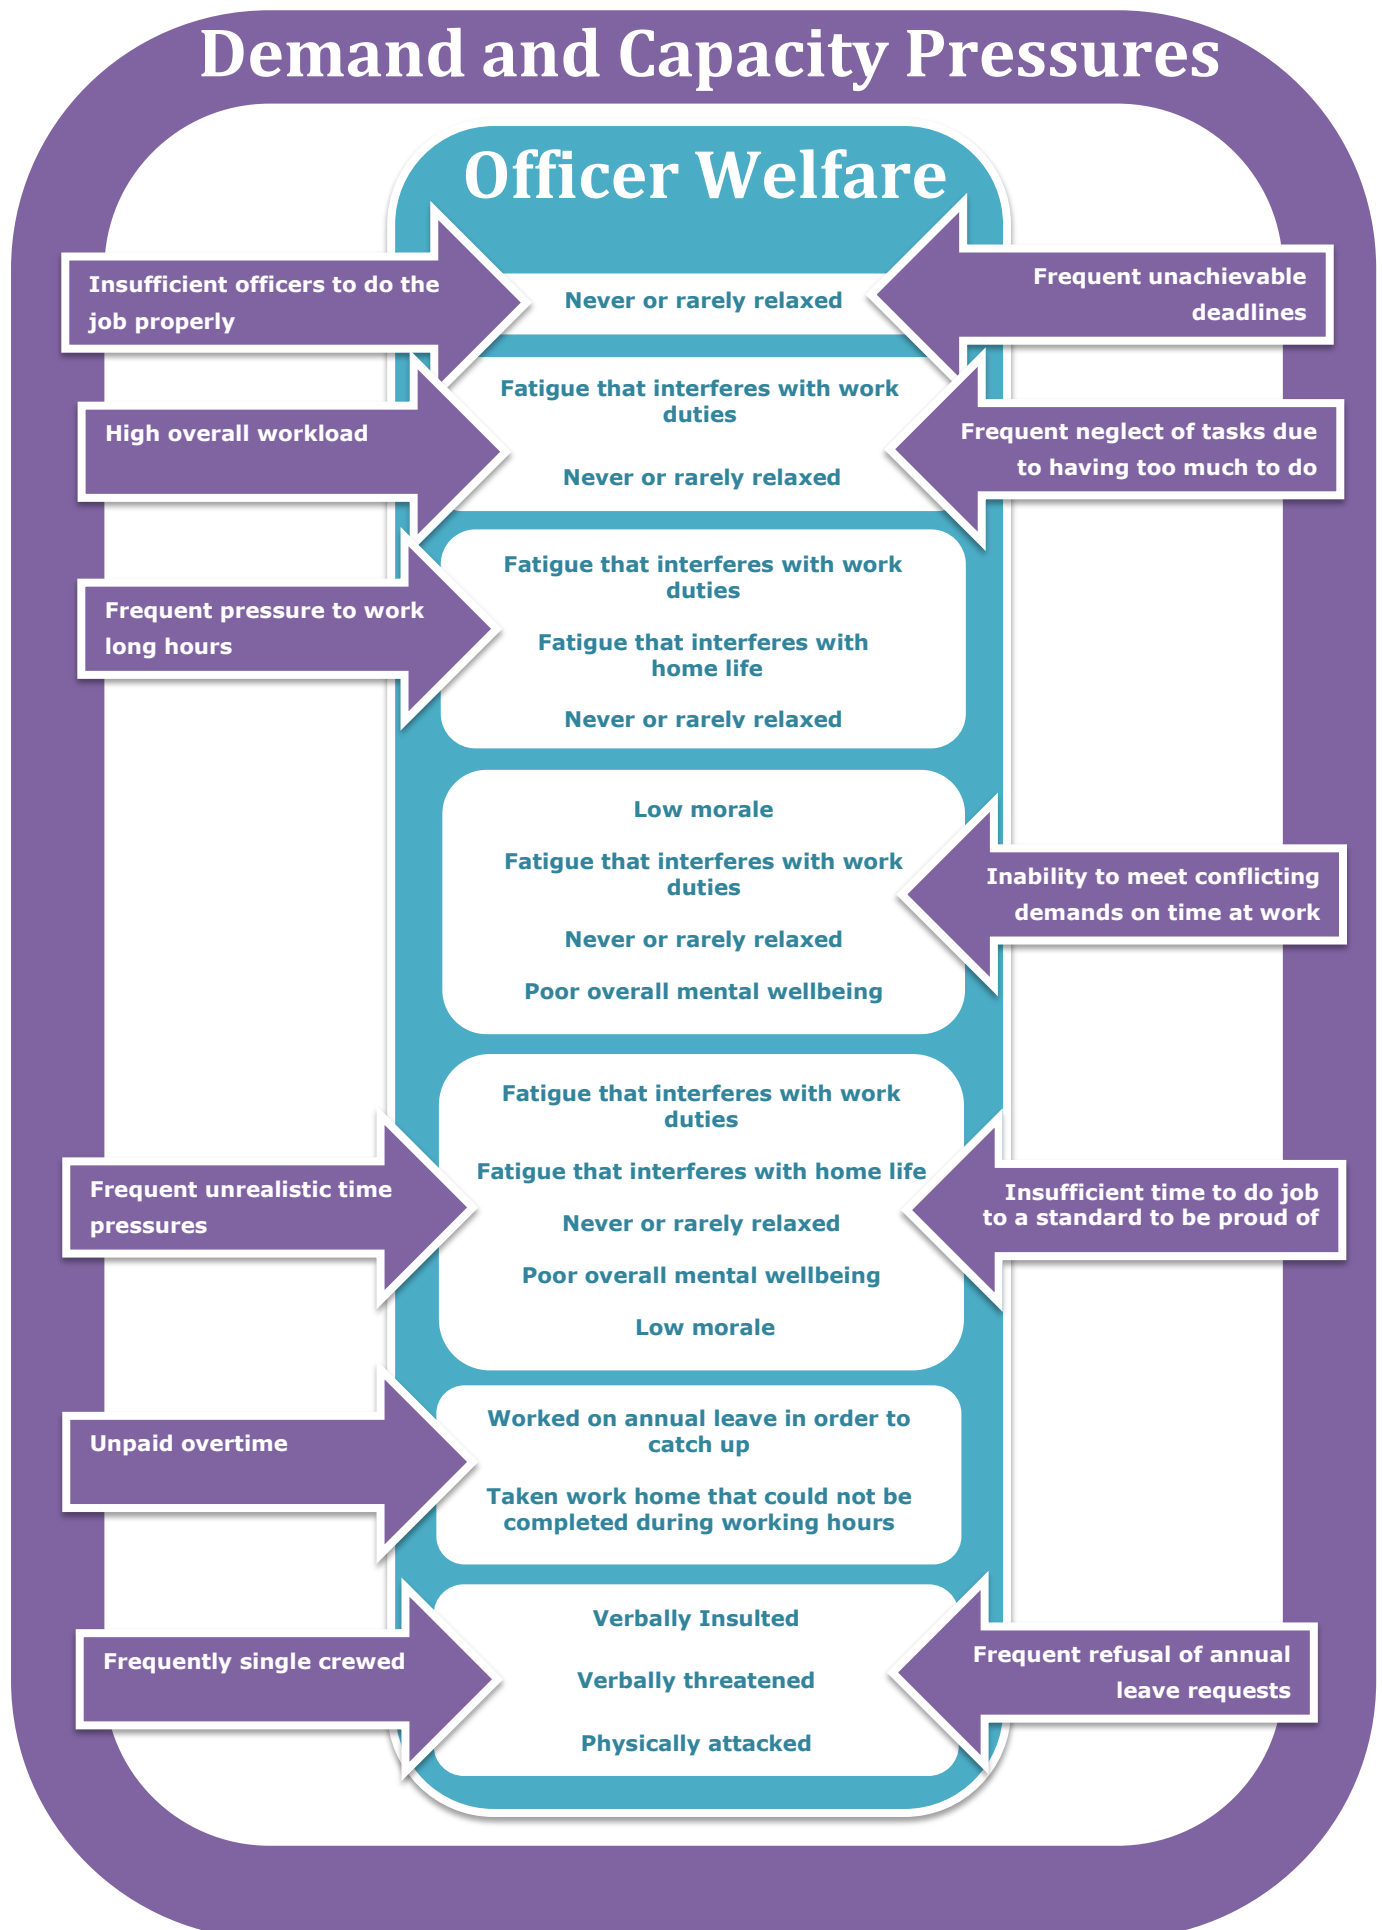 Demand and Capacity Pressures
Officer Welfare
Insufficient officers to do the
job properly
Never or rarely relaxed
Frequent unachievable
deadlines
High overall workload
Fatigue that interferes with work
duties
Never or rarely relaxed
Frequent neglect of tasks due
to having too much to do
Frequent pressure to work
long hours
Fatigue that interferes with work
duties
Fatigue that interferes with
home life
Never or rarely relaxed
Low morale
Fatigue that interferes with work
duties
Never or rarely relaxed
Poor overall mental wellbeing
Inability to meet conflicting
demands on time at work
Frequent unrealistic time
pressures
Fatigue that interferes with work
duties
Fatigue that interferes with home life
Never or rarely relaxed
Poor overall mental wellbeing
Low morale
Insufficient time to do job
to a standard to be proud of
Unpaid overtime
Worked on annual leave in order to
catch up
Taken work home that could not be
completed during working hours
Frequently single crewed
Verbally Insulted
Verbally threatened
Physically attacked
Frequent refusal of annual
leave requests